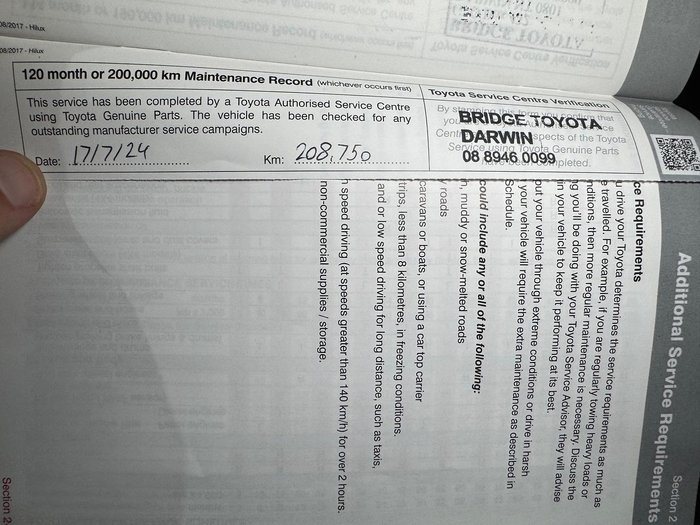 08/2017 - Hilux
08/2017 - Hilux
120 month or 200,000 km Maintenance Record (whichever occurs first)
This service has been completed by a Toyota Authorised Service Centre
using Toyota Genuine Parts. The vehicle has been checked for any
outstanding manufacturer service campaigns.
Date: 17/7/24
Km: 208,750
Toyota Service Centre Verification
BRIDGE TOYOTA
DARWIN
08 8946 0099
Section 2
Additional Service Requirements
ce Requirements
u drive your Toyota determines the service requirements as much as
e travelled. For example, if you are regularly towing heavy loads or
nditions, then more regular maintenance is necessary. Discuss the
ng you'll be doing with your Toyota Service Advisor, they will advise
in your vehicle to keep it performing at its best.
out your vehicle through extreme conditions or drive in harsh
your vehicle will require the extra maintenance as described in
Schedule.
could include any or all of the following:
n, muddy or snow-melted roads
y roads
caravans or boats, or using a car top carrier
trips, less than 8 kilometres, in freezing conditions.
and or low speed driving for long distance, such as taxis,
h speed driving (at speeds greater than 140 km/h) for over 2 hours.
non-commercial supplies / storage.
Section 2